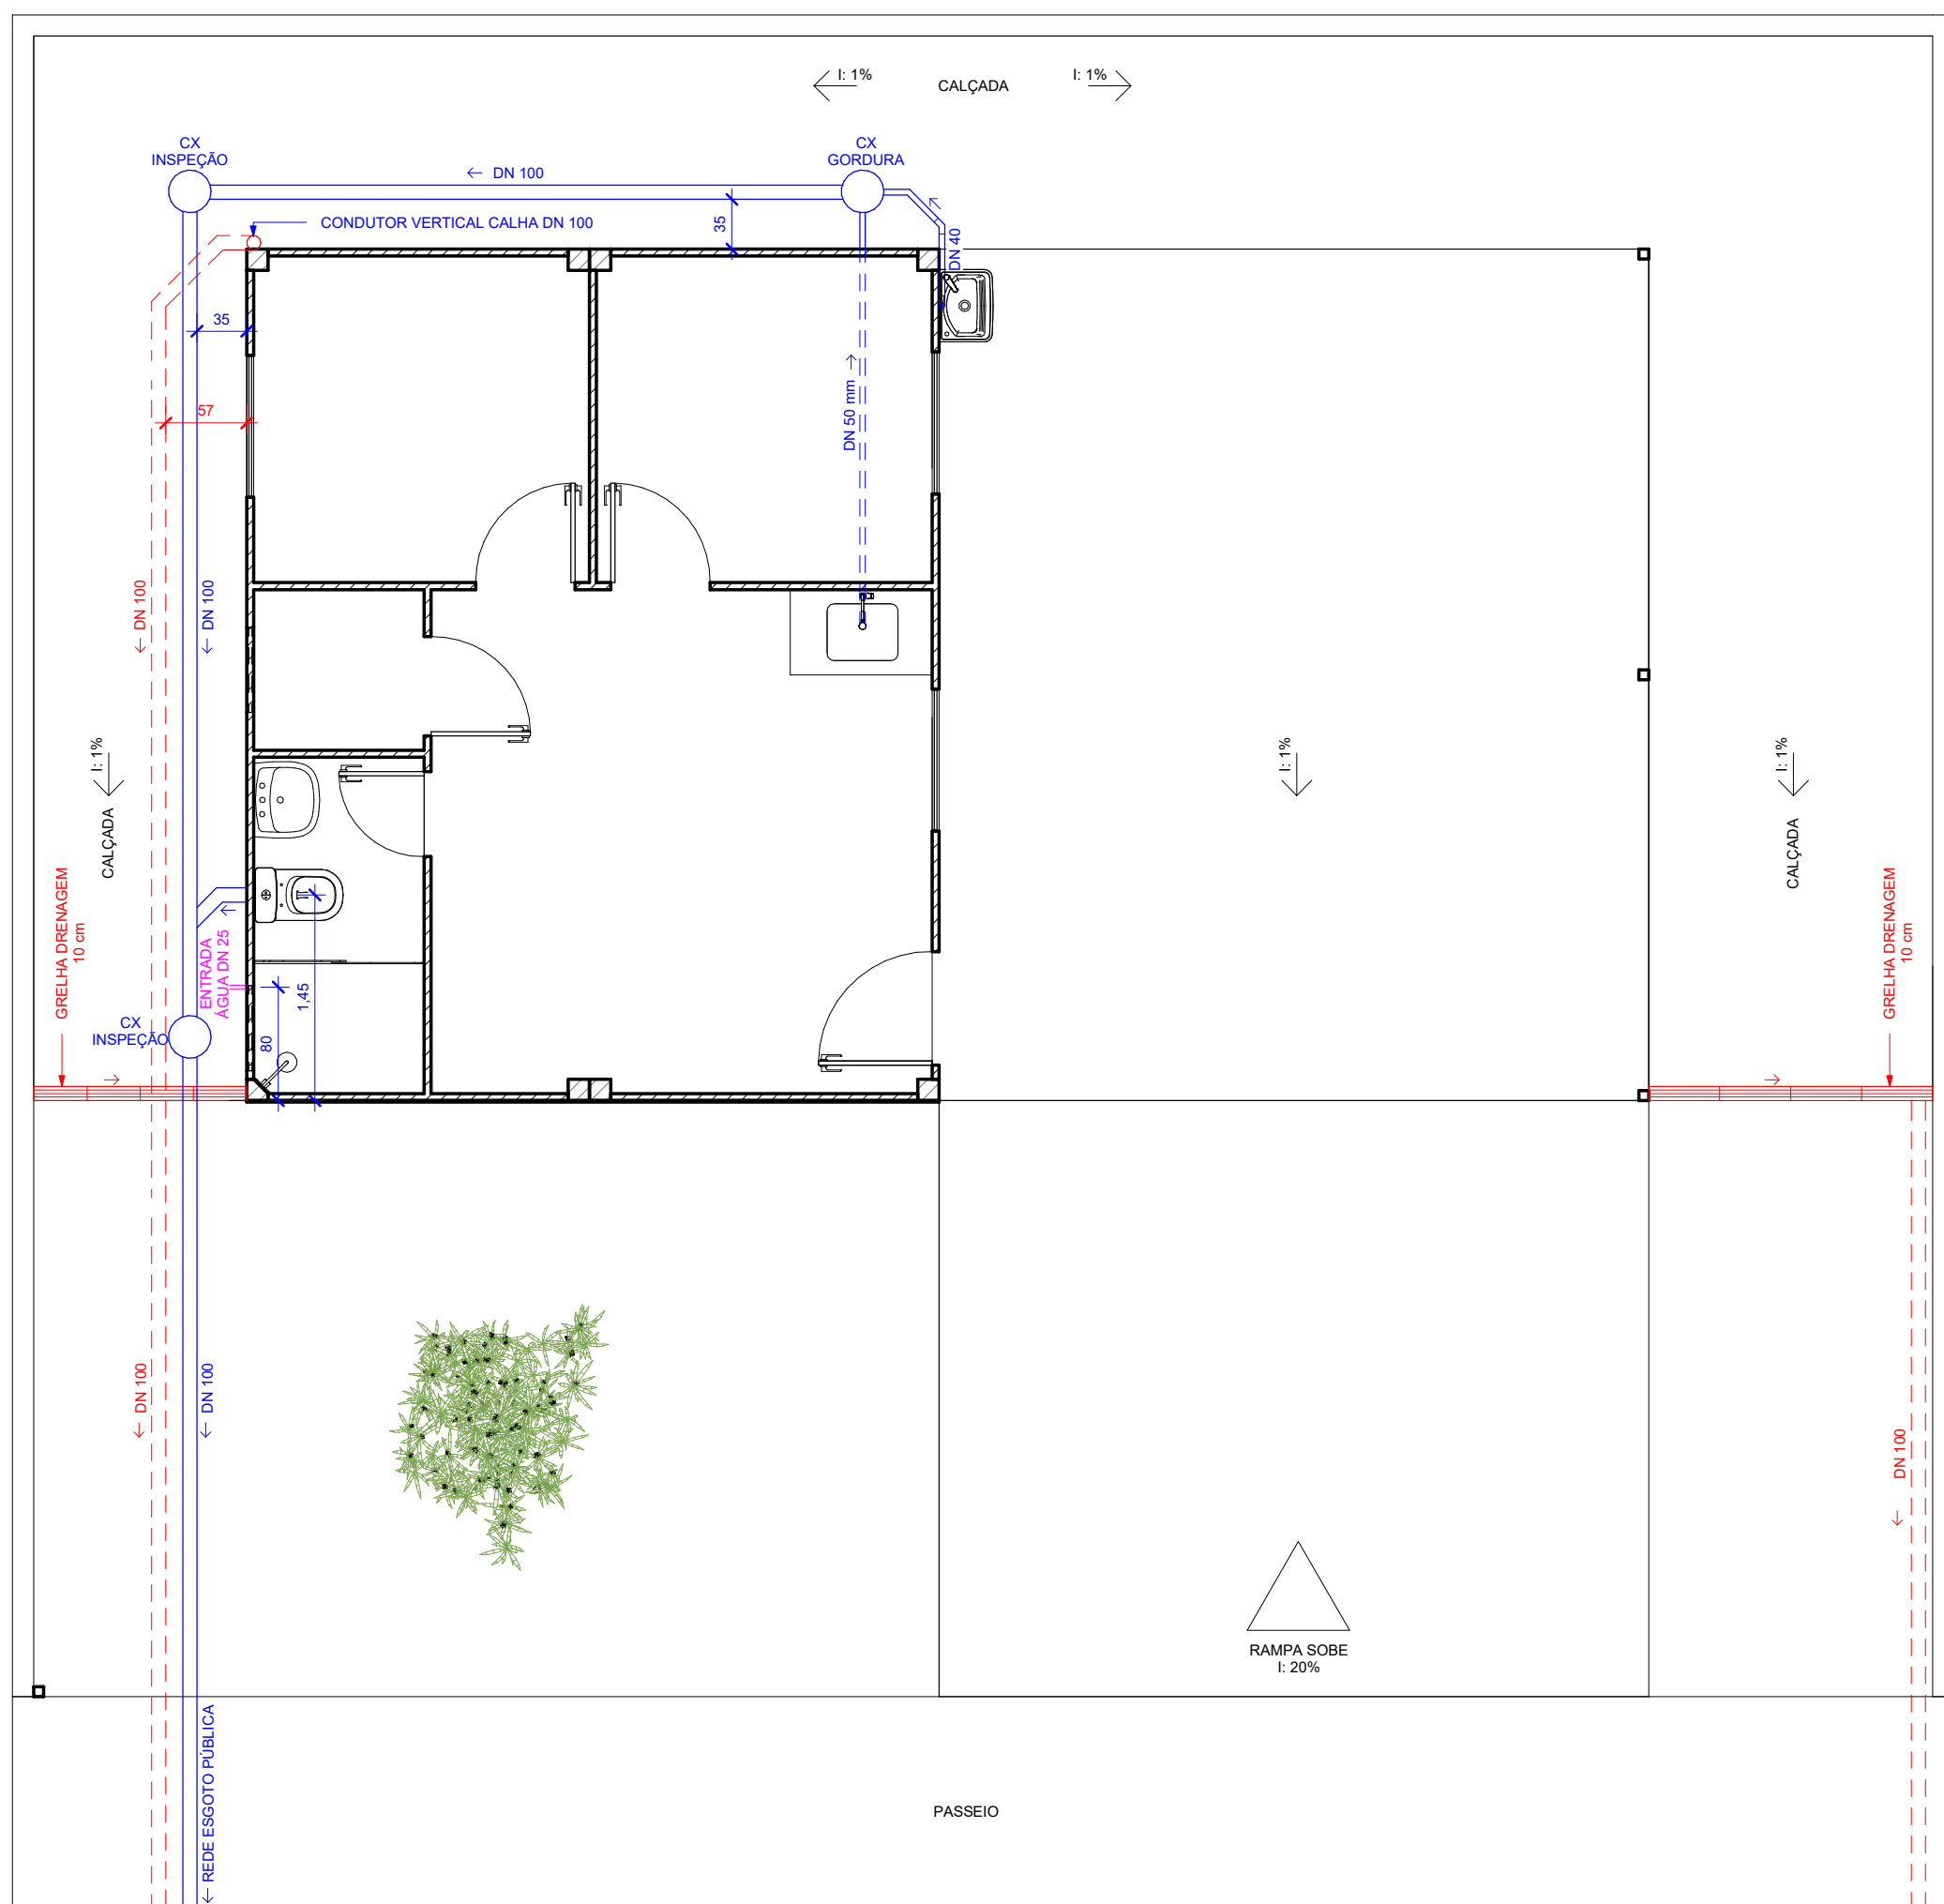 I: 1%
CALÇADA
I: 1%
CX
INSPEÇÃO
CX
GORDURA
← DN 100
CONDUTOR VERTICAL CALHA DN 100
35
DN 40
35
57
DN 50 mm →
← DN 100
← DN 100
I: 1%
CALÇADA
I: 1%
I: 1%
CALÇADA
GRELHA DRENAGEM
10 cm
GRELHA DRENAGEM
10 cm
ENTRADA
ÁGUA DN 25
1,45
80
CX
INSPEÇÃO
← DN 100
← DN 100
← DN 100
RAMPA SOBE
I: 20%
← REDE ESGOTO PÚBLICA
PASSEIO